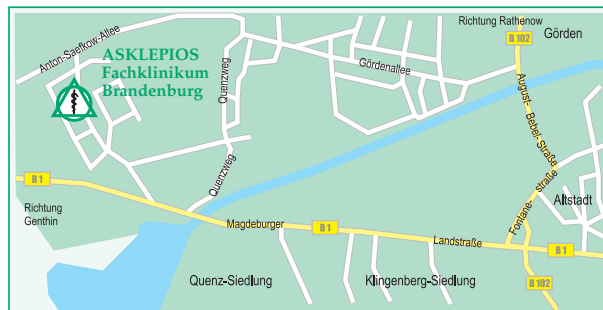 Richtung Rathenow
B 102
Görden
Anton-Saefkow-Allee
ASKLEPIOS
Fachklinikum
Brandenburg
Quenzweg
Gördenallee
August-Bebel-Straße
B 1
Quenzweg
Richtung
Genthin
Fontane-straße
Altstadt
Magdeburger
B 1
Landstraße
B 1
Quenz-Siedlung
Klingenberg-Siedlung
B 102